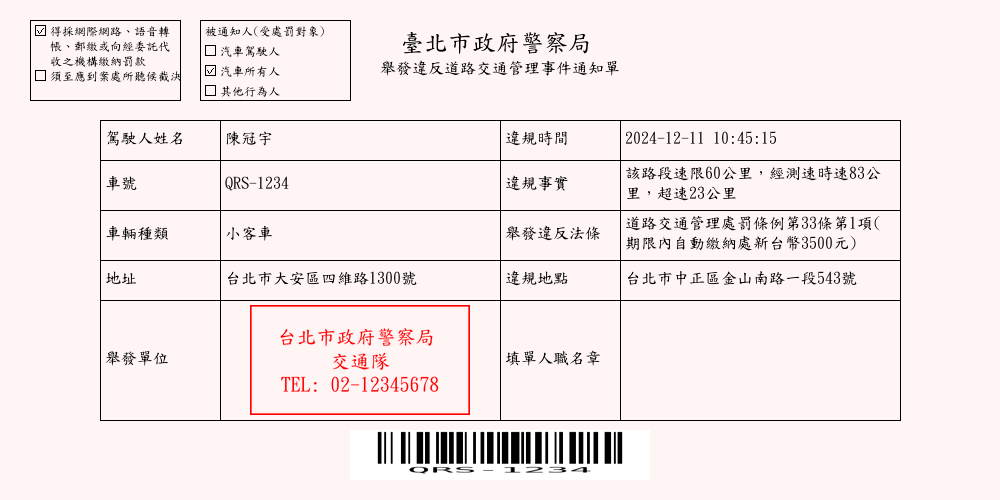 得採網際網路、語音轉
帳、郵繳或向經委託代
收之機構繳納罰款
須至應到案處所聽候裁決
被通知人(受處罰對象)
汽車駕駛人
汽車所有人
其他行為人
臺北市政府警察局
舉發違反道路交通管理事件通知單
駕駛人姓名
陳冠宇
違規時間
2024-12-11 10:45:15
車號
QRS-1234
違規事實
該路段速限60公里，經測速時速83公
里，超速23公里
車輛種類
小客車
舉發違反法條
道路交通管理處罰條例第33條第1項(
期限內自動繳納處新台幣3500元)
地址
台北市大安區四維路1300號
違規地點
台北市中正區金山南路一段543號
舉發單位
台北市政府警察局
交通隊
TEL: 02-12345678
填單人職名章
QRS-1234